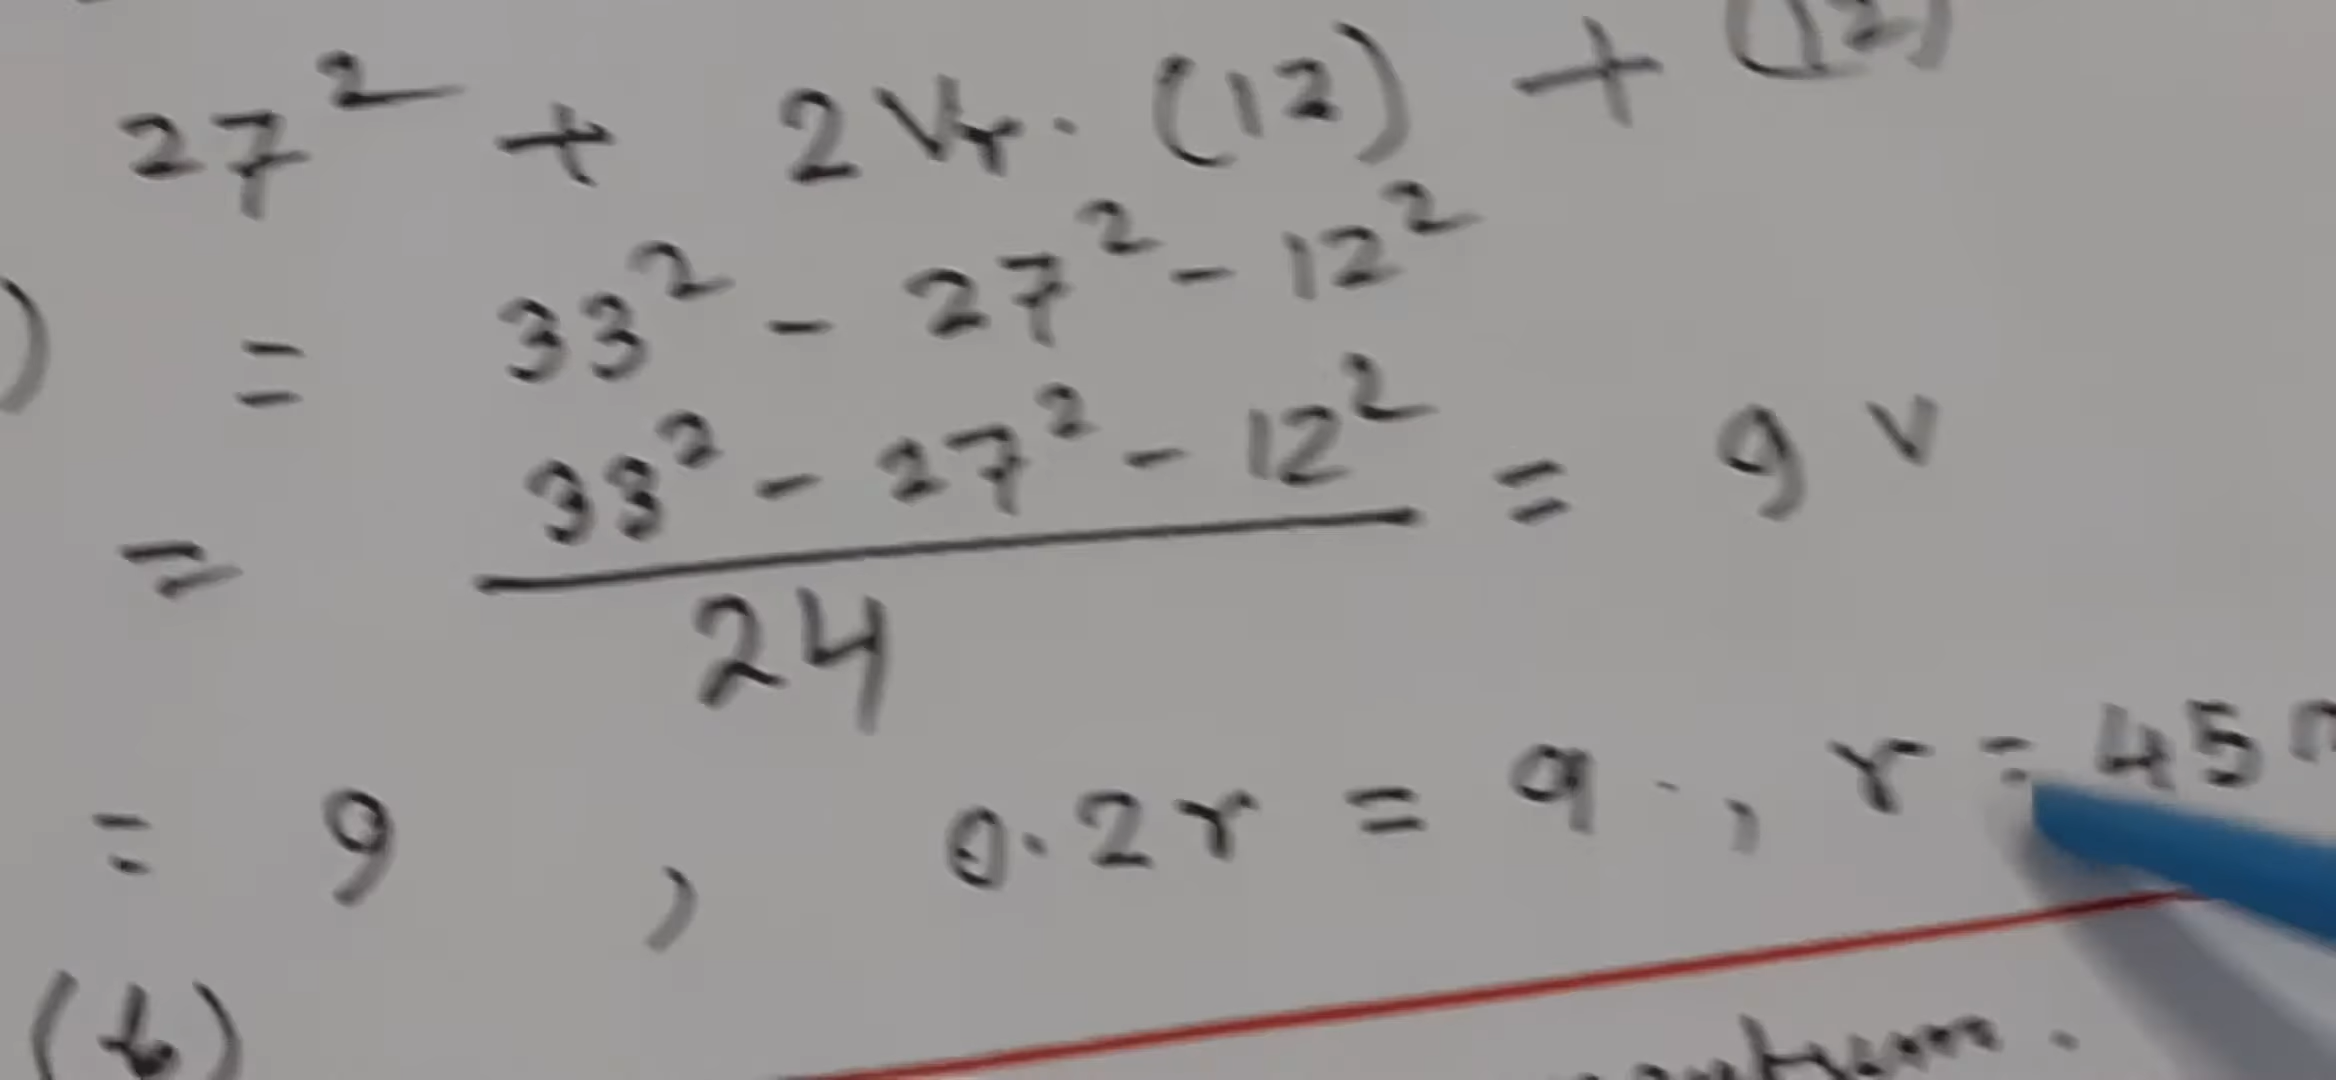 27² + 2Vr. (12) + (12)
) = 33² - 27² - 12²
= 33² - 27² - 12² / 24 = 9 V
= 9 , 0.2r = 9 , r = 45
(b)